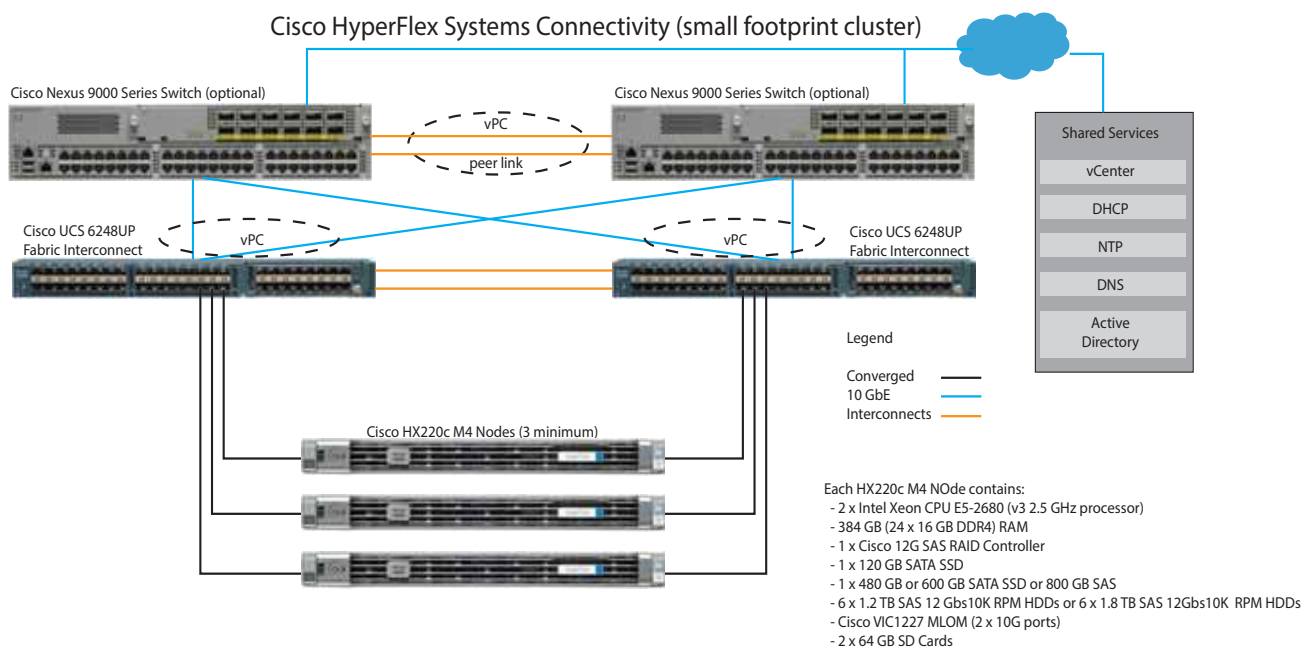 Cisco HyperFlex Systems Connectivity (small footprint cluster)
Cisco Nexus 9000 Series Switch (optional)
Cisco Nexus 9000 Series Switch (optional)
vPC
peer link
Shared Services
vCenter
DHCP
NTP
DNS
Active
Directory
Cisco UCS 6248UP
Fabric Interconnect
vPC
vPC
Cisco UCS 6248UP
Fabric Interconnect
Legend
Converged
10 GbE
Interconnects
Cisco HX220c M4 Nodes (3 minimum)
Each HX220c M4 NOde contains:
- 2 x Intel Xeon CPU E5-2680 (v3 2.5 GHz processor)
- 384 GB (24 x 16 GB DDR4) RAM
- 1 x Cisco 12G SAS RAID Controller
- 1 x 120 GB SATA SSD
- 1 x 480 GB or 600 GB SATA SSD or 800 GB SAS
- 6 x 1.2 TB SAS 12 Gbs10K RPM HDDs or 6 x 1.8 TB SAS 12Gbs10K RPM HDDs
- Cisco VIC1227 MLOM (2 x 10G ports)
- 2 x 64 GB SD Cards